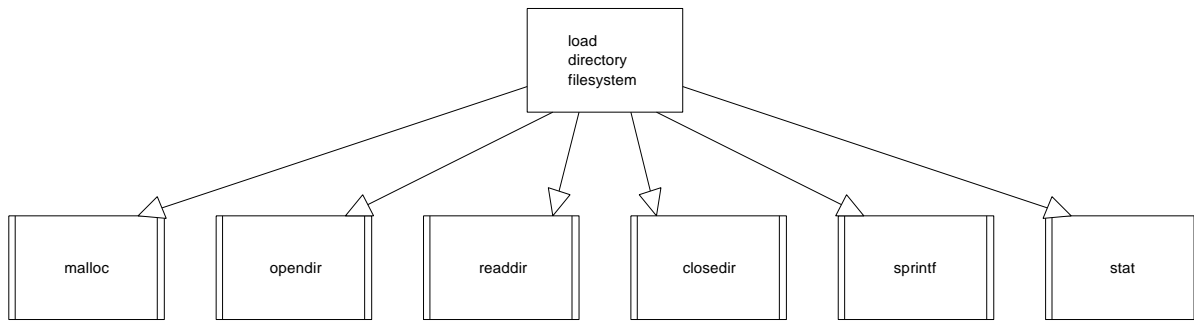 load
directory
filesystem
malloc
opendir
readdir
closedir
sprintf
stat